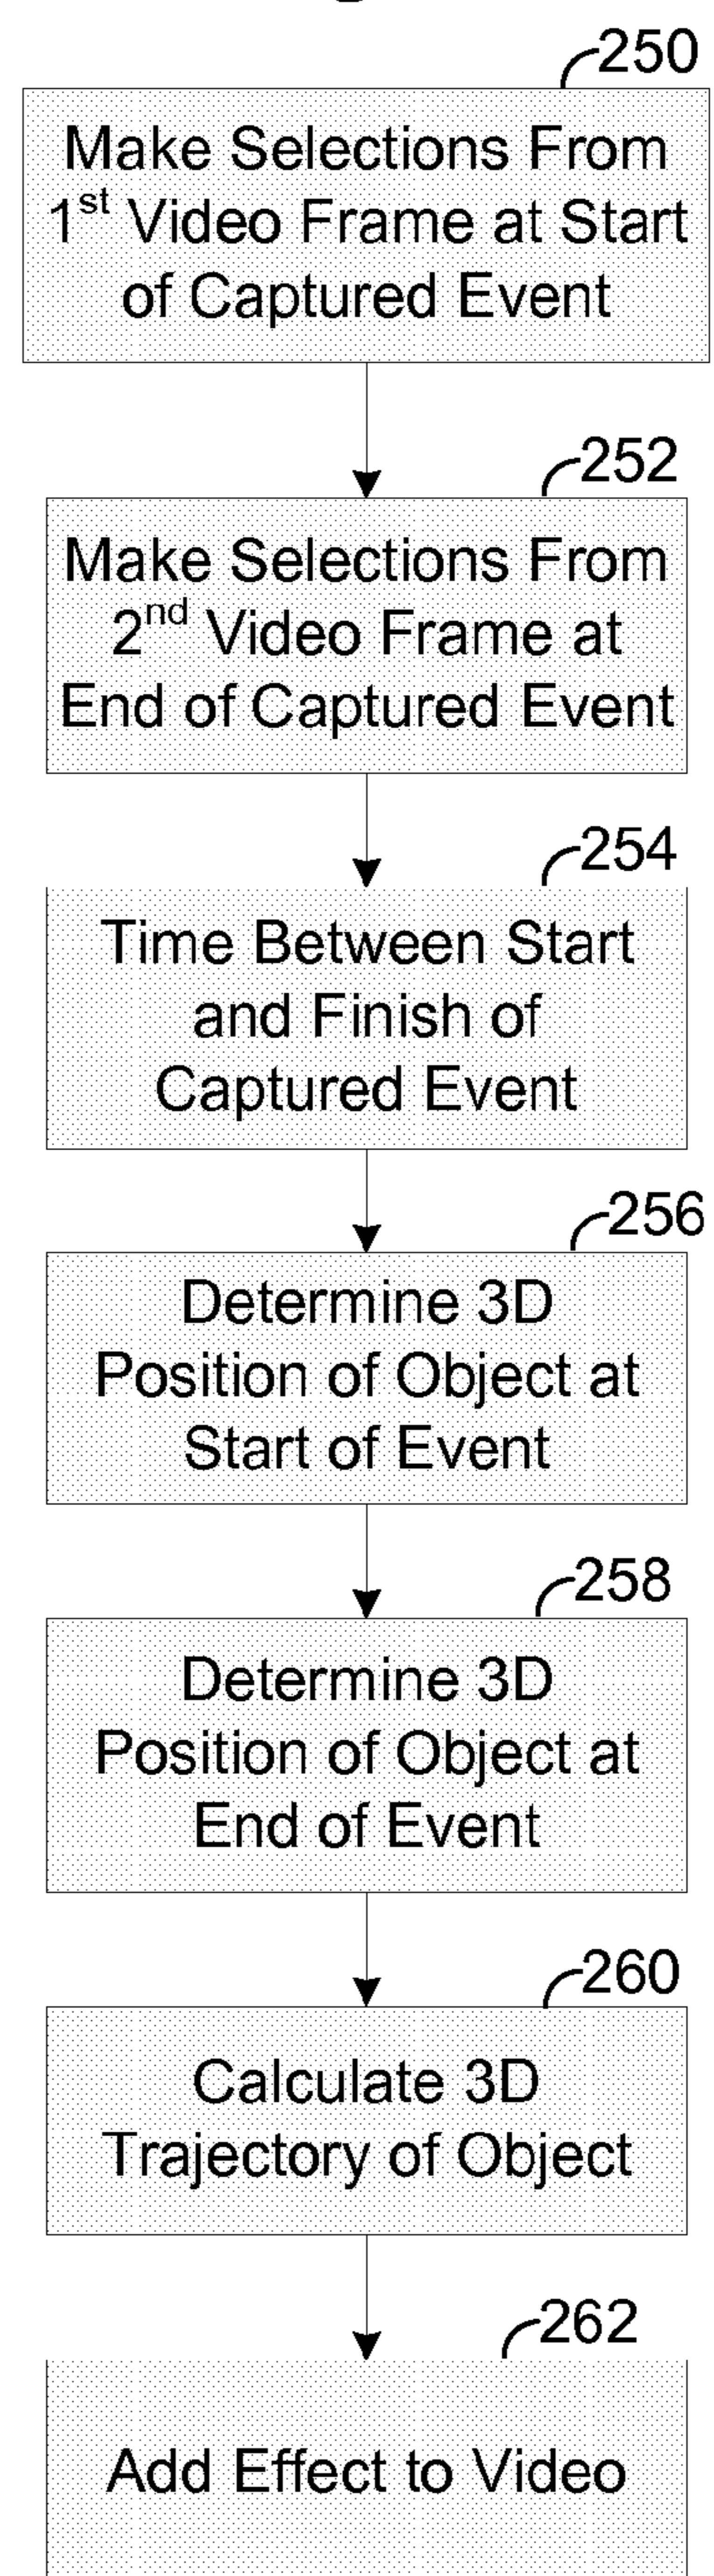 250
Make Selections From
1st Video Frame at Start
of Captured Event
252
Make Selections From
2nd Video Frame at
End of Captured Event
254
Time Between Start
and Finish of
Captured Event
256
Determine 3D
Position of Object at
Start of Event
258
Determine 3D
Position of Object at
End of Event
260
Calculate 3D
Trajectory of Object
262
Add Effect to Video